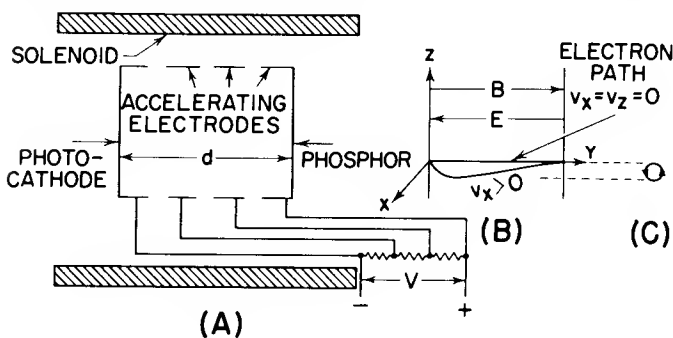 SOLENOID
ACCELERATING
ELECTRODES
PHOTO-
CATHODE
d
PHOSPHOR
V
− +
(A)
Z
B
E
Y
X
vx > 0
(B)
ELECTRON
PATH
vx = vz = 0
(C)